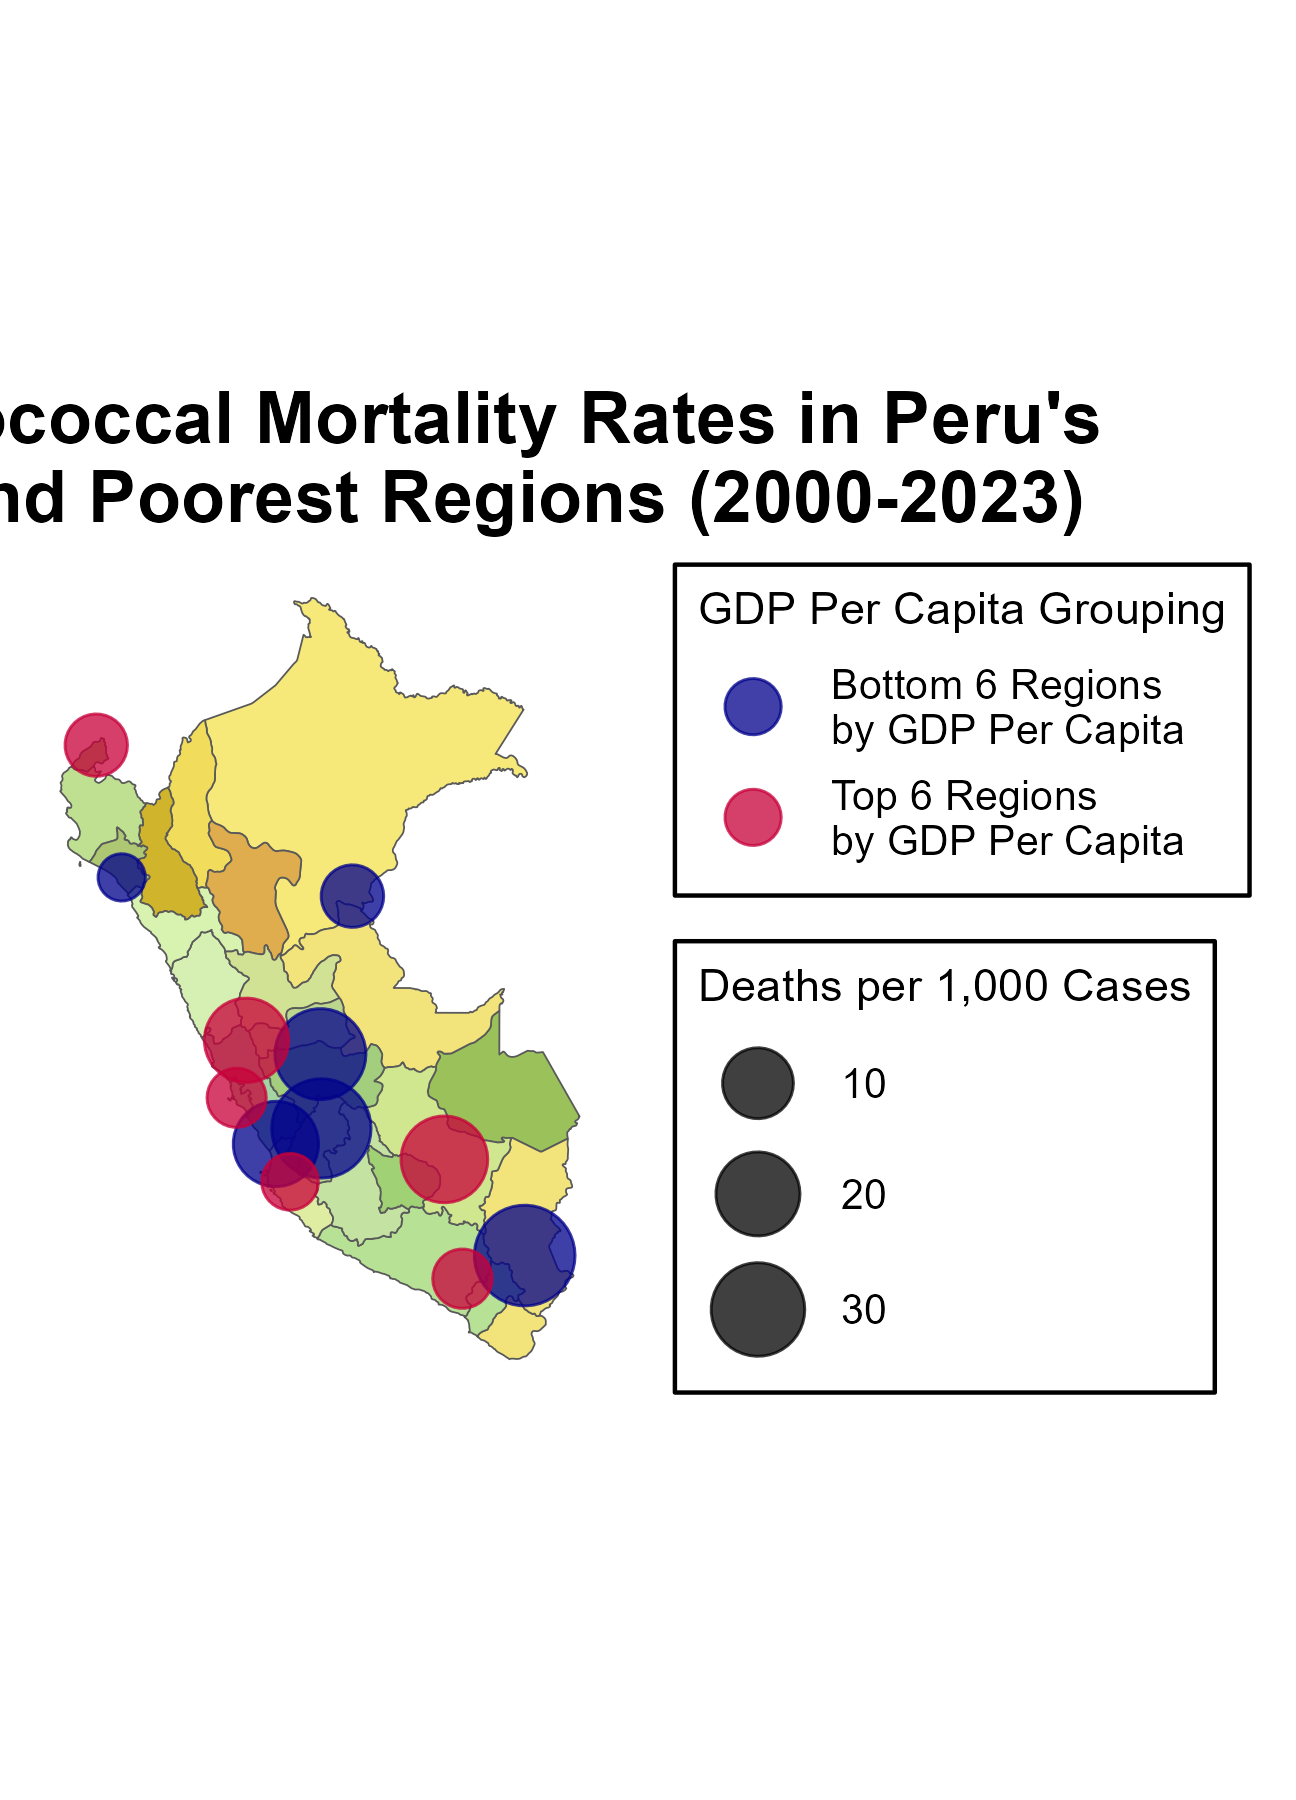 ococcal Mortality Rates in Peru's
nd Poorest Regions (2000-2023)
GDP Per Capita Grouping
Bottom 6 Regions
by GDP Per Capita
Top 6 Regions
by GDP Per Capita
Deaths per 1,000 Cases
10
20
30